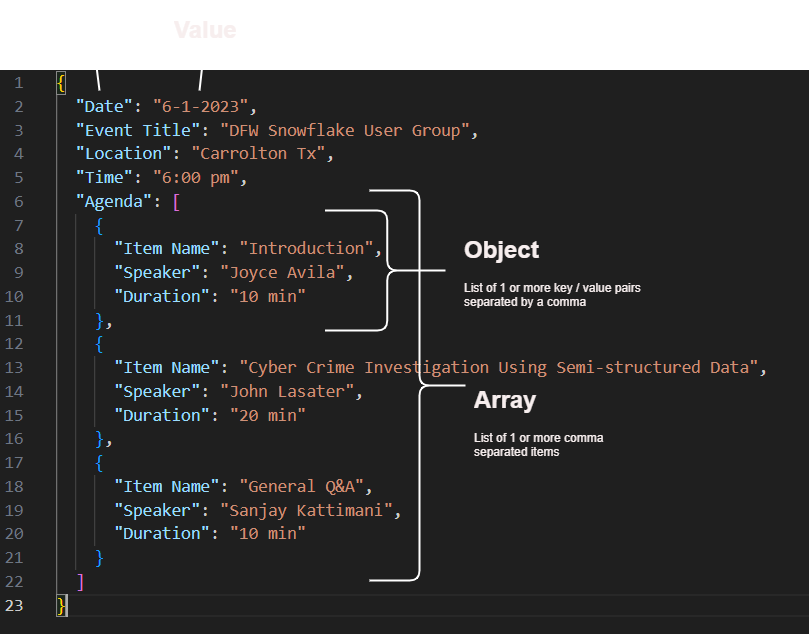 Value
1 {
2 "Date": "6-1-2023",
3 "Event Title": "DFW Snowflake User Group",
4 "Location": "Carrolton Tx",
5 "Time": "6:00 pm",
6 "Agenda": [
7 {
8 "Item Name": "Introduction",
9 "Speaker": "Joyce Avila",
10 "Duration": "10 min"
11 },
12 {
13 "Item Name": "Cyber Crime Investigation Using Semi-structured Data",
14 "Speaker": "John Lasater",
15 "Duration": "20 min"
16 },
17 {
18 "Item Name": "General Q&A",
19 "Speaker": "Sanjay Kattimani",
20 "Duration": "10 min"
21 }
22 ]
23 }
Object
List of 1 or more key / value pairs
separated by a comma
Array
List of 1 or more comma
separated items